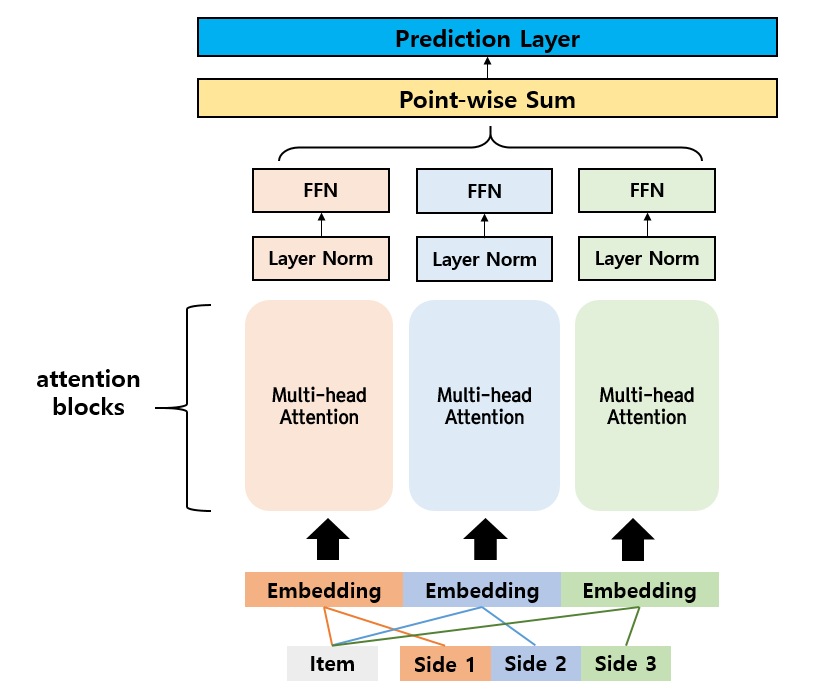 Prediction Layer
Point-wise Sum
FFN FFN FFN
Layer Norm Layer Norm Layer Norm
attention
blocks
Multi-head
Attention
Multi-head
Attention
Multi-head
Attention
Embedding Embedding Embedding
Item Side 1 Side 2 Side 3